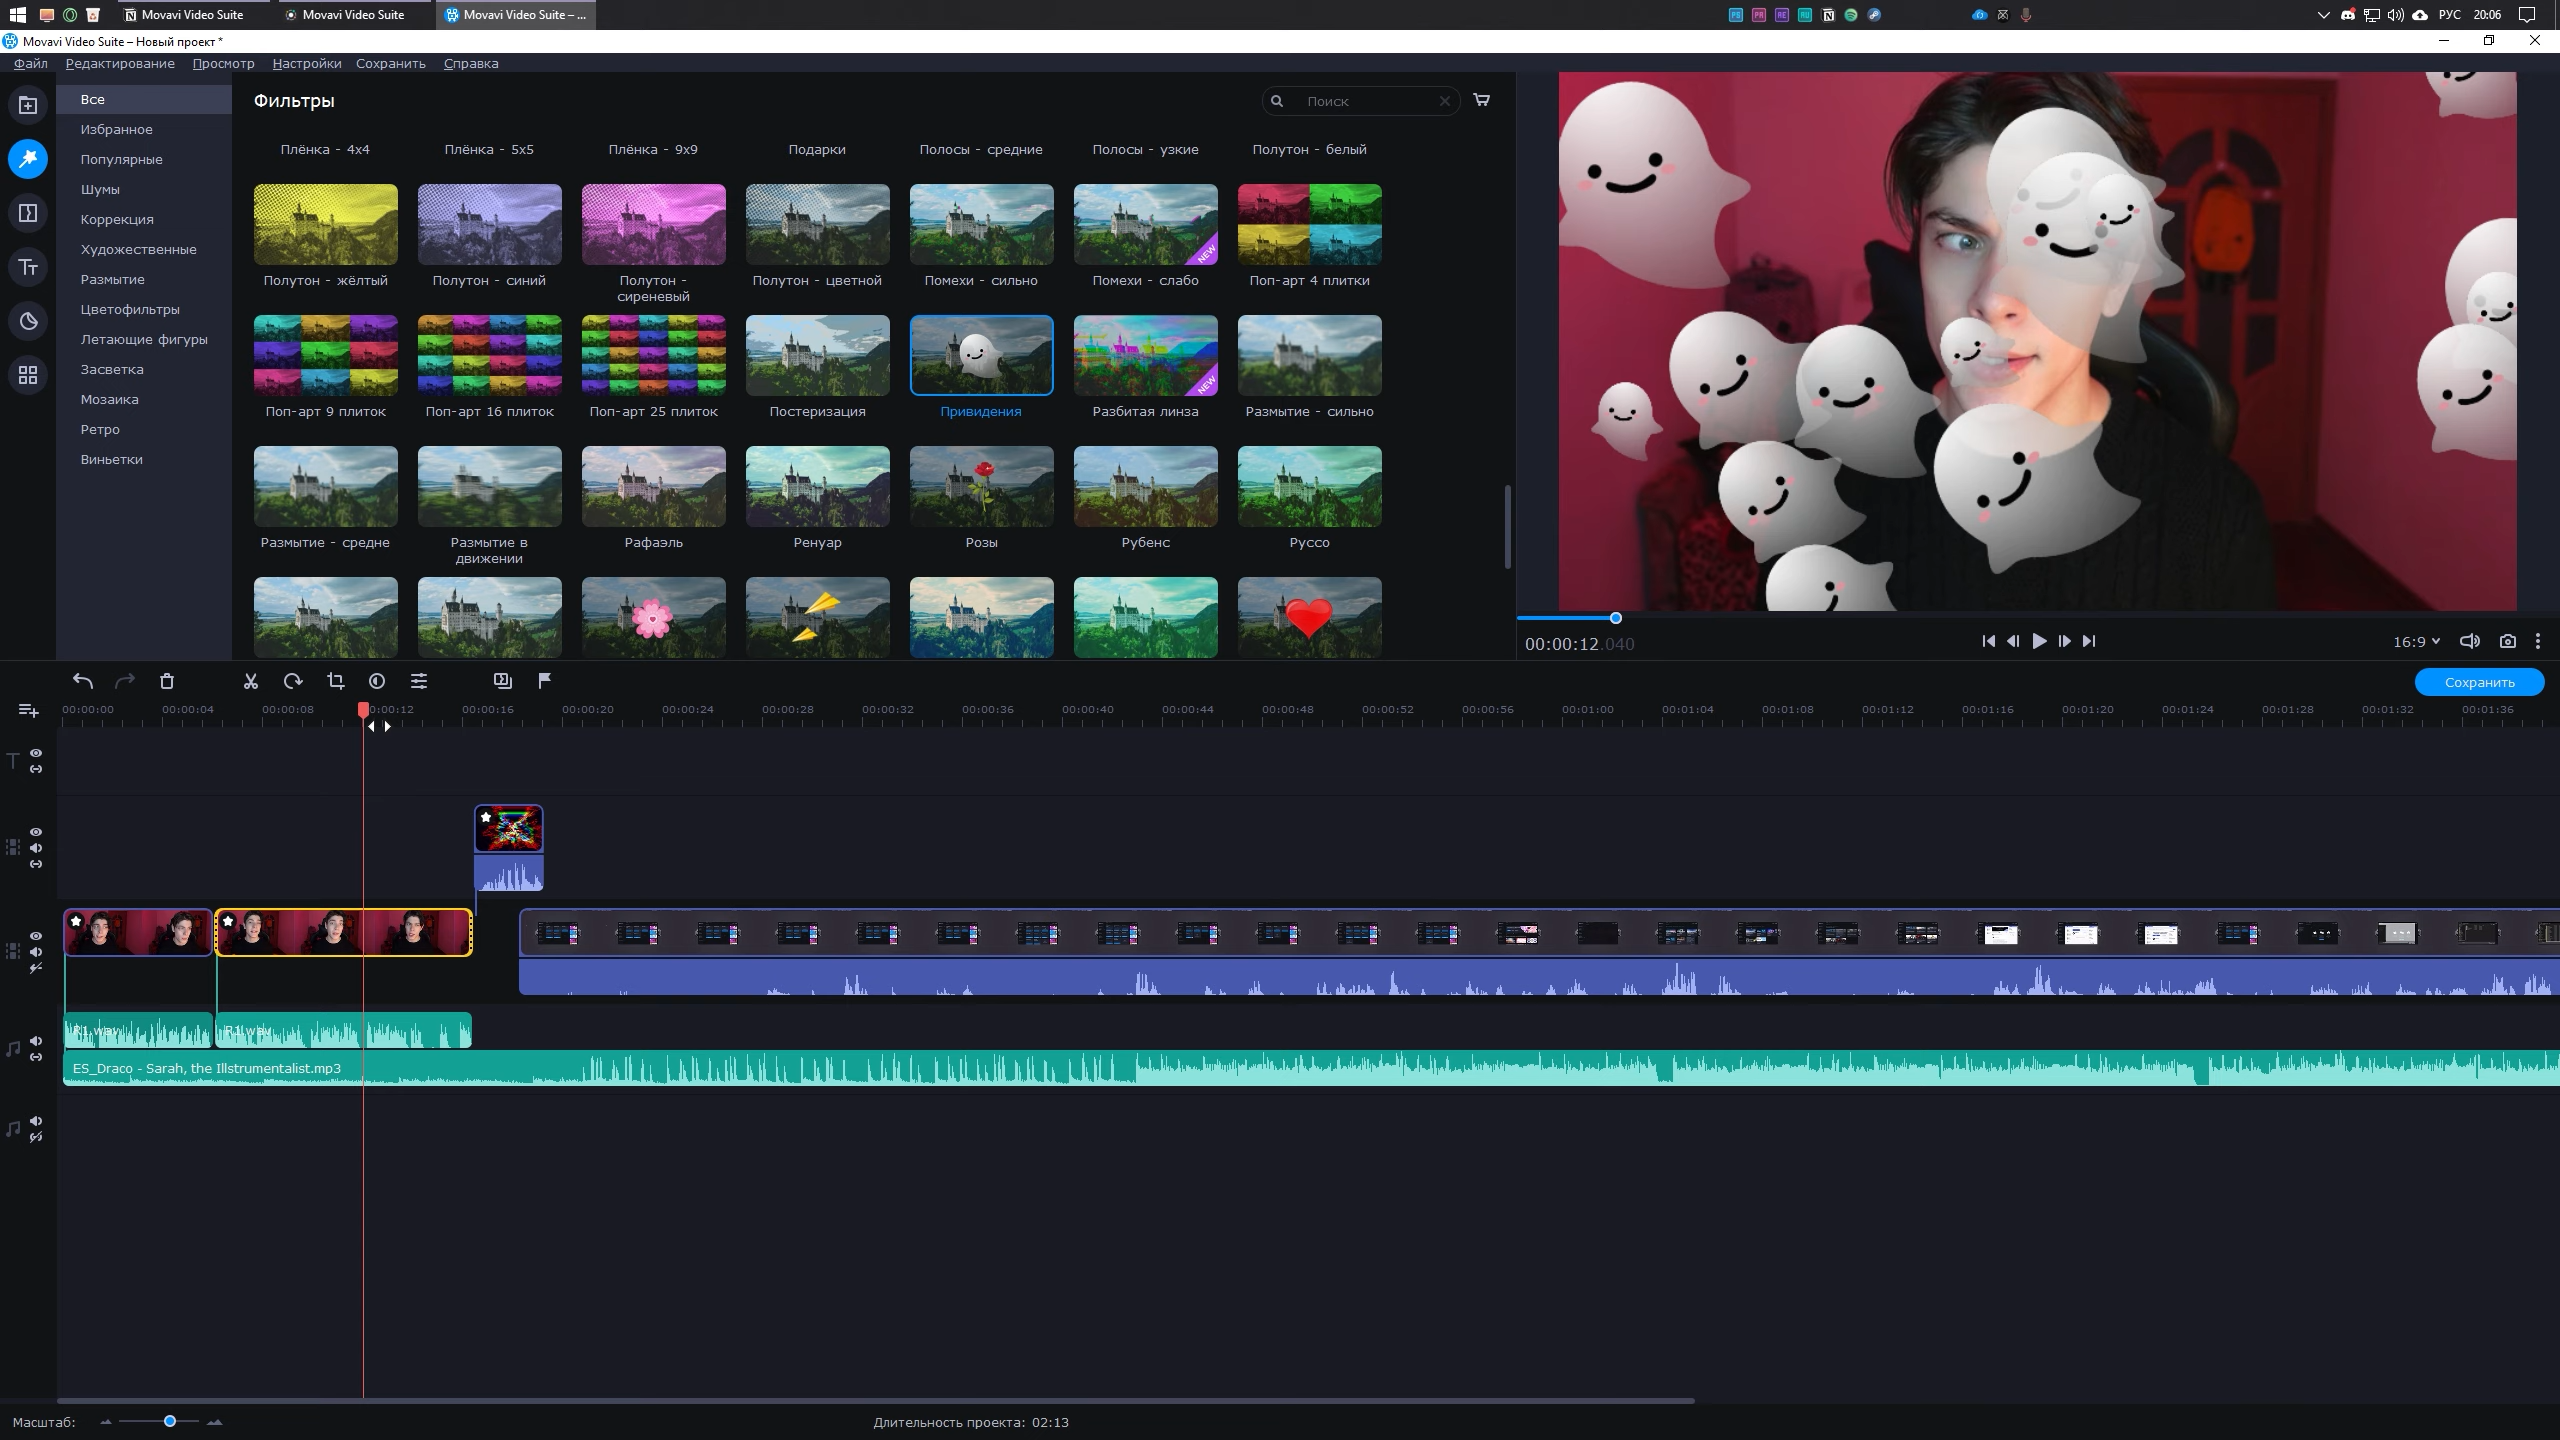 Movavi Video Suite
Movavi Video Suite
Movavi Video Suite – ...
РУС
20:06
Movavi Video Suite – Новый проект *
Файл
Редактирование
Просмотр
Настройки
Сохранить
Справка
Все
Избранное
Популярные
Шумы
Коррекция
Художественные
Размытие
Цветофильтры
Летающие фигуры
Засветка
Мозаика
Ретро
Виньетки
Фильтры
Поиск
Плёнка - 4x4
Плёнка - 5x5
Плёнка - 9x9
Подарки
Полосы - средние
Полосы - узкие
Полутон - белый
NEW
Полутон - жёлтый
Полутон - синий
Полутон -
сиреневый
Полутон - цветной
Помехи - сильно
Помехи - слабо
Поп-арт 4 плитки
NEW
Поп-арт 9 плиток
Поп-арт 16 плиток
Поп-арт 25 плиток
Постеризация
Привидения
Разбитая линза
Размытие - сильно
Размытие - средне
Размытие в
движении
Рафаэль
Ренуар
Розы
Рубенс
Руссо
00:00:12.040
16:9
Сохранить
00:00:00
00:00:04
00:00:08
0:00:12
00:00:16
00:00:20
00:00:24
00:00:28
00:00:32
00:00:36
00:00:40
00:00:44
00:00:48
00:00:52
00:00:56
00:01:00
00:01:04
00:01:08
00:01:12
00:01:16
00:01:20
00:01:24
00:01:28
00:01:32
00:01:36
R1.wav
R1.wav
ES_Draco - Sarah, the Illstrumentalist.mp3
Масштаб:
Длительность проекта: 02:13